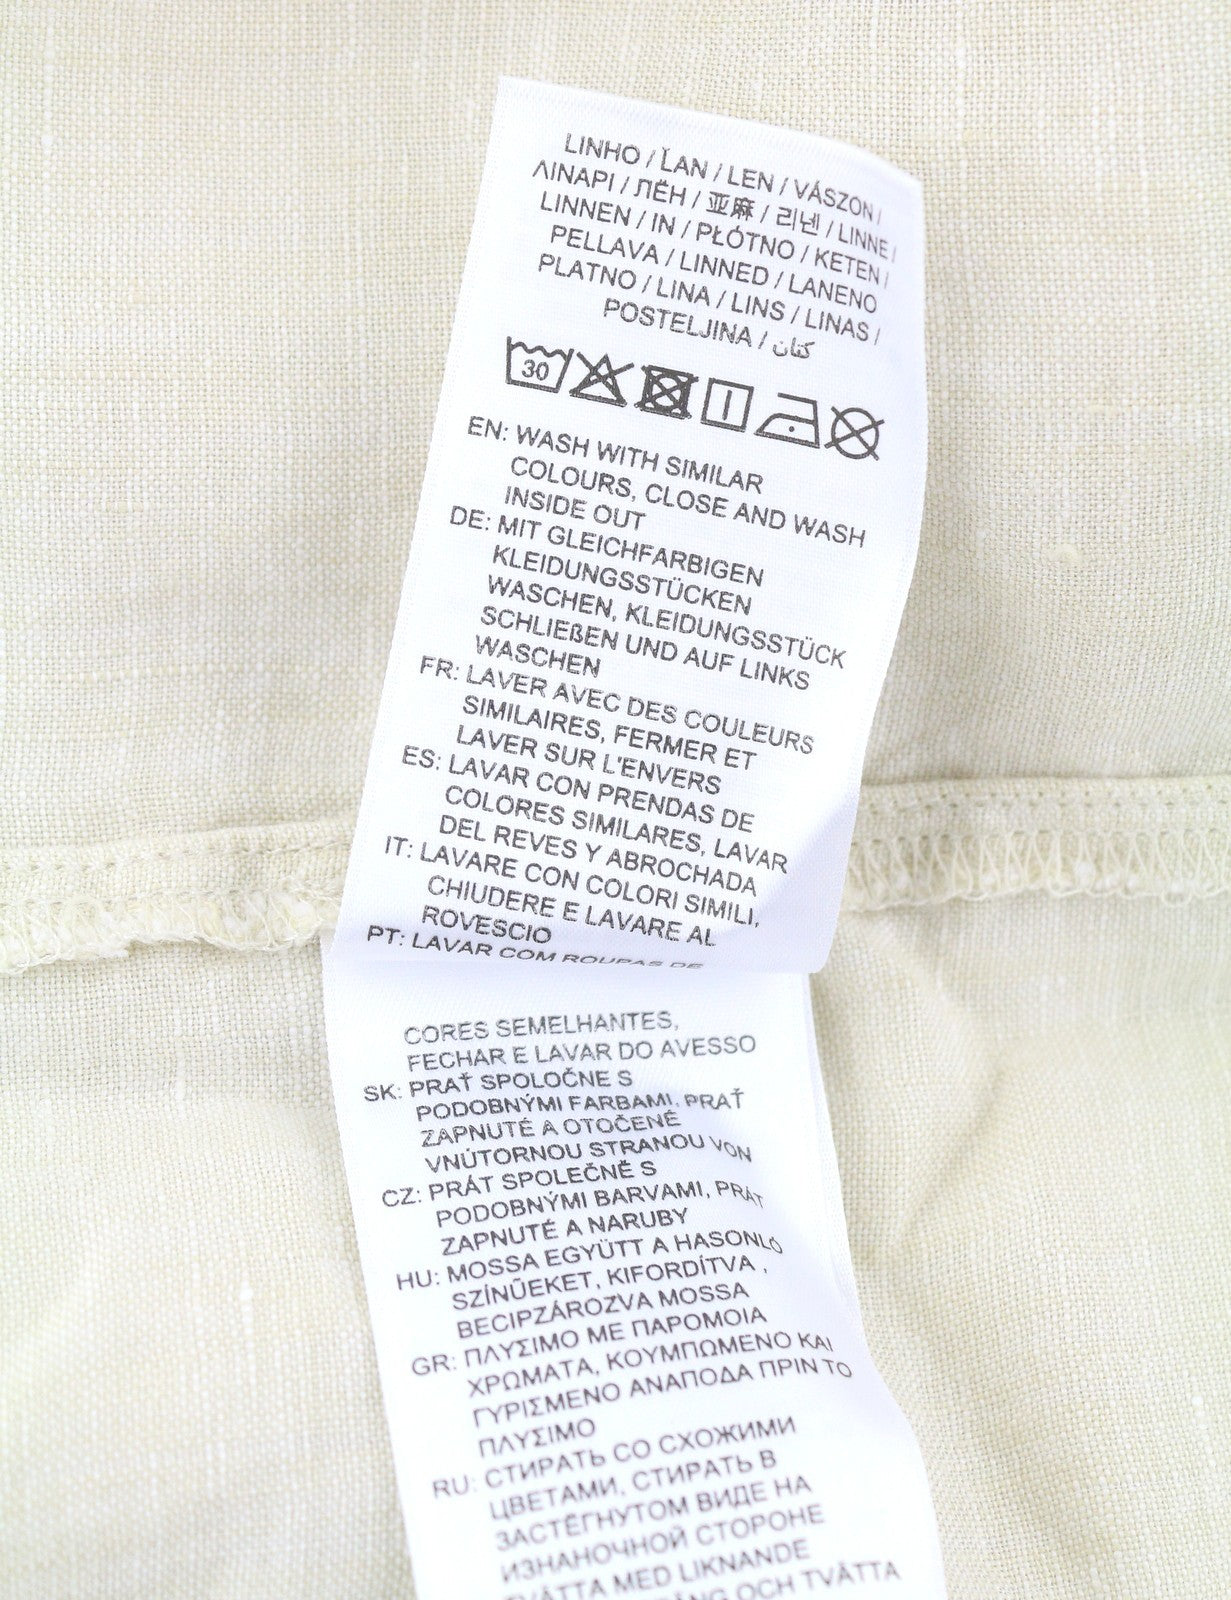 LINHO / ĽAN / LEN / VÁSZON /
ΛΙΝΑΡΙ / ЛЁН / 亚麻 / 리넨 / LINNE /
LINNEN / IN / PŁÓTNO / KETEN /
PELLAVA / LINNED / LANENO
PLATNO / LINA / LINS / LINAS /
POSTELJINA / كتان
30
EN: WASH WITH SIMILAR
COLOURS, CLOSE AND WASH
INSIDE OUT
DE: MIT GLEICHFARBIGEN
KLEIDUNGSSTÜCKEN
WASCHEN, KLEIDUNGSSTÜCK
SCHLIEßEN UND AUF LINKS
WASCHEN
FR: LAVER AVEC DES COULEURS
SIMILAIRES, FERMER ET
LAVER SUR L'ENVERS
ES: LAVAR CON PRENDAS DE
COLORES SIMILARES, LAVAR
DEL REVES Y ABROCHADA
IT: LAVARE CON COLORI SIMILI,
CHIUDERE E LAVARE AL
ROVESCIO
PT: LAVAR COM ROUPAS DE
CORES SEMELHANTES,
FECHAR E LAVAR DO AVESSO
SK: PRAŤ SPOLOČNE S
PODOBNÝMI FARBAMI, PRAŤ
ZAPNUTÉ A OTOČENÉ
VNÚTORNOU STRANOU VON
CZ: PRÁT SPOLEČNĚ S
PODOBNÝMI BARVAMI, PRÁT
ZAPNUTÉ A NARUBY
HU: MOSSA EGYÜTT A HASONLÓ
SZÍNŰEKET, KIFORDÍTVA ,
BECIPZÁROZVA MOSSA
GR: ΠΛΥΣΙΜΟ ΜΕ ΠΑΡΟΜΟΙΑ
ΧΡΩΜΑΤΑ, ΚΟΥΜΠΩΜΕΝΟ ΚΑΙ
ΓΥΡΙΣΜΕΝΟ ΑΝΑΠΟΔΑ ΠΡΙΝ ΤΟ
ΠΛΥΣΙΜΟ
RU: СТИРАТЬ СО СХОЖИМИ
ЦВЕТАМИ, СТИРАТЬ В
ЗАСТЁГНУТОМ ВИДЕ НА
ИЗНАНОЧНОЙ СТОРОНЕ
TVÄTTA MED LIKNANDE
OCH TVÄTTA